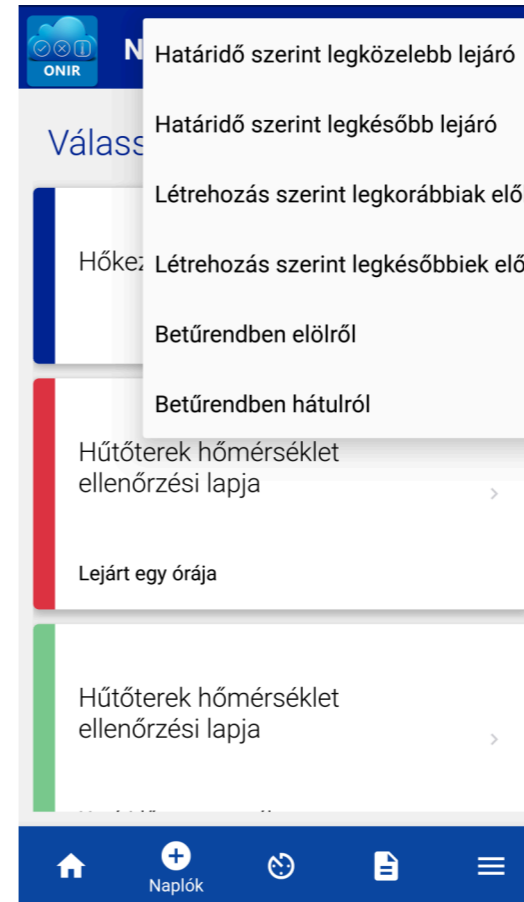 ONIR
N
Határidő szerint legközelebb lejáró
Határidő szerint legkésőbb lejáró
Válass
Létrehozás szerint legkorábbiak elő
Hőkez
Létrehozás szerint legkésőbbiek elő
Betűrendben elölről
Betűrendben hátulról
Hűtőterek hőmérséklet
ellenőrzési lapja
Lejárt egy órája
Hűtőterek hőmérséklet
ellenőrzési lapja
Naplók